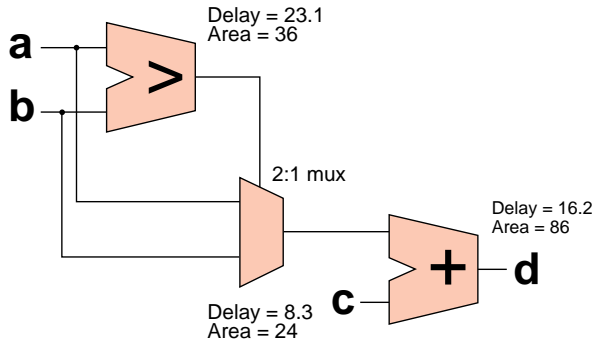 Delay = 23.1
Area = 36
a
>
b
2:1 mux
Delay = 16.2
Area = 86
+
d
c
Delay = 8.3
Area = 24